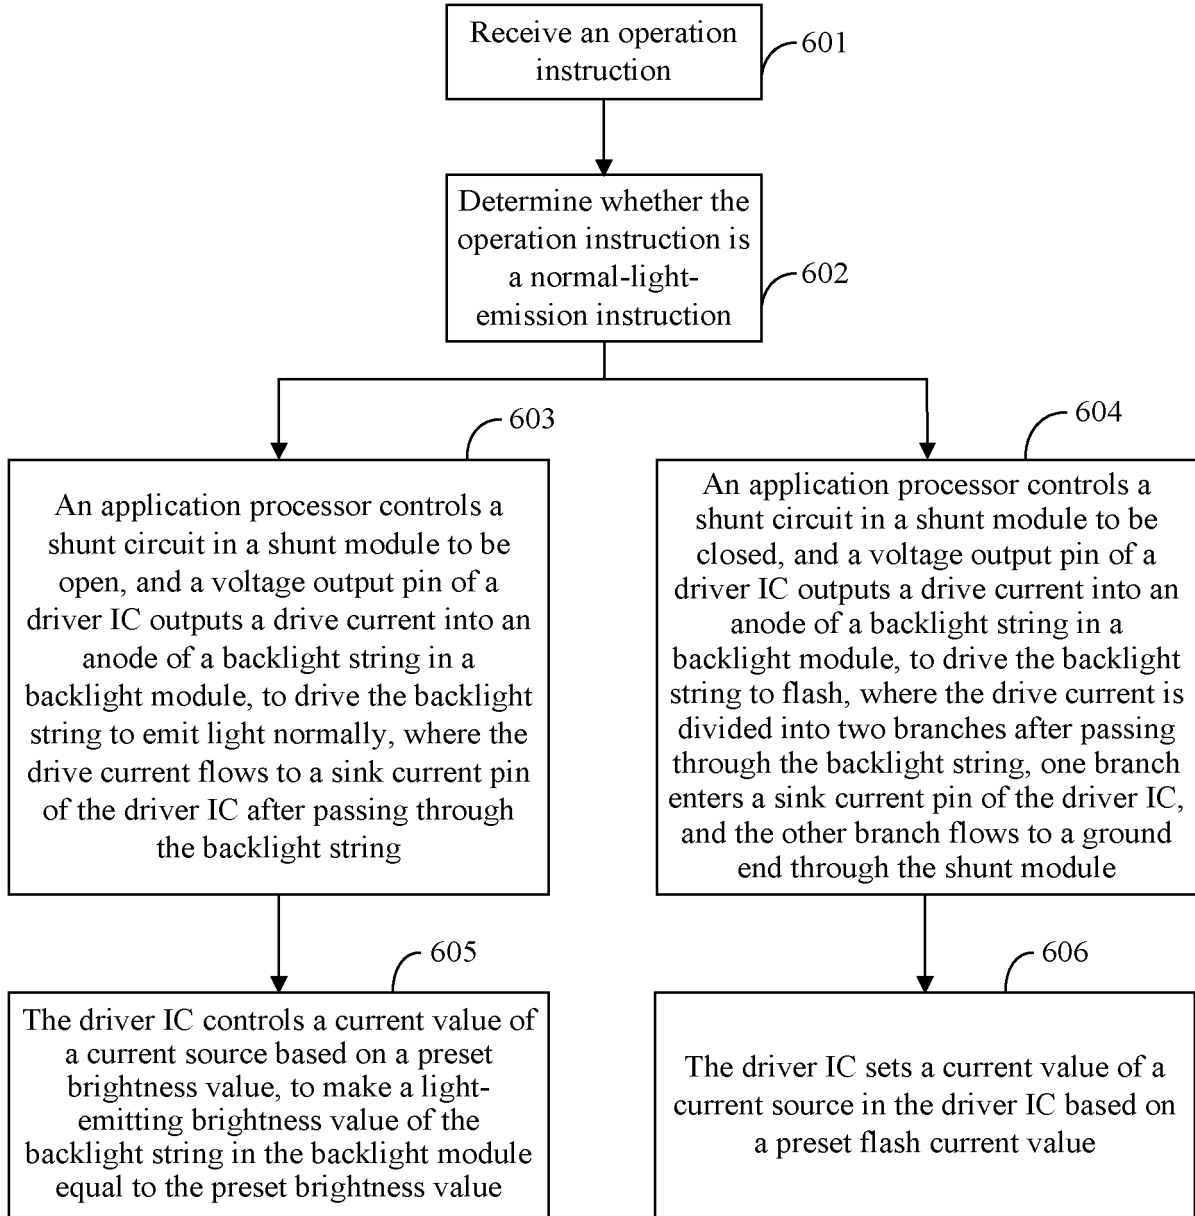 Receive an operation
instruction
601
Determine whether the
operation instruction is
a normal-light-
emission instruction
602
603
An application processor controls a
shunt circuit in a shunt module to be
open, and a voltage output pin of a
driver IC outputs a drive current into an
anode of a backlight string in a
backlight module, to drive the backlight
string to emit light normally, where the
drive current flows to a sink current pin
of the driver IC after passing through
the backlight string
604
An application processor controls a
shunt circuit in a shunt module to be
closed, and a voltage output pin of a
driver IC outputs a drive current into an
anode of a backlight string in a
backlight module, to drive the backlight
string to flash, where the drive current is
divided into two branches after passing
through the backlight string, one branch
enters a sink current pin of the driver IC,
and the other branch flows to a ground
end through the shunt module
605
The driver IC controls a current value of
a current source based on a preset
brightness value, to make a light-
emitting brightness value of the
backlight string in the backlight module
equal to the preset brightness value
606
The driver IC sets a current value of a
current source in the driver IC based on
a preset flash current value